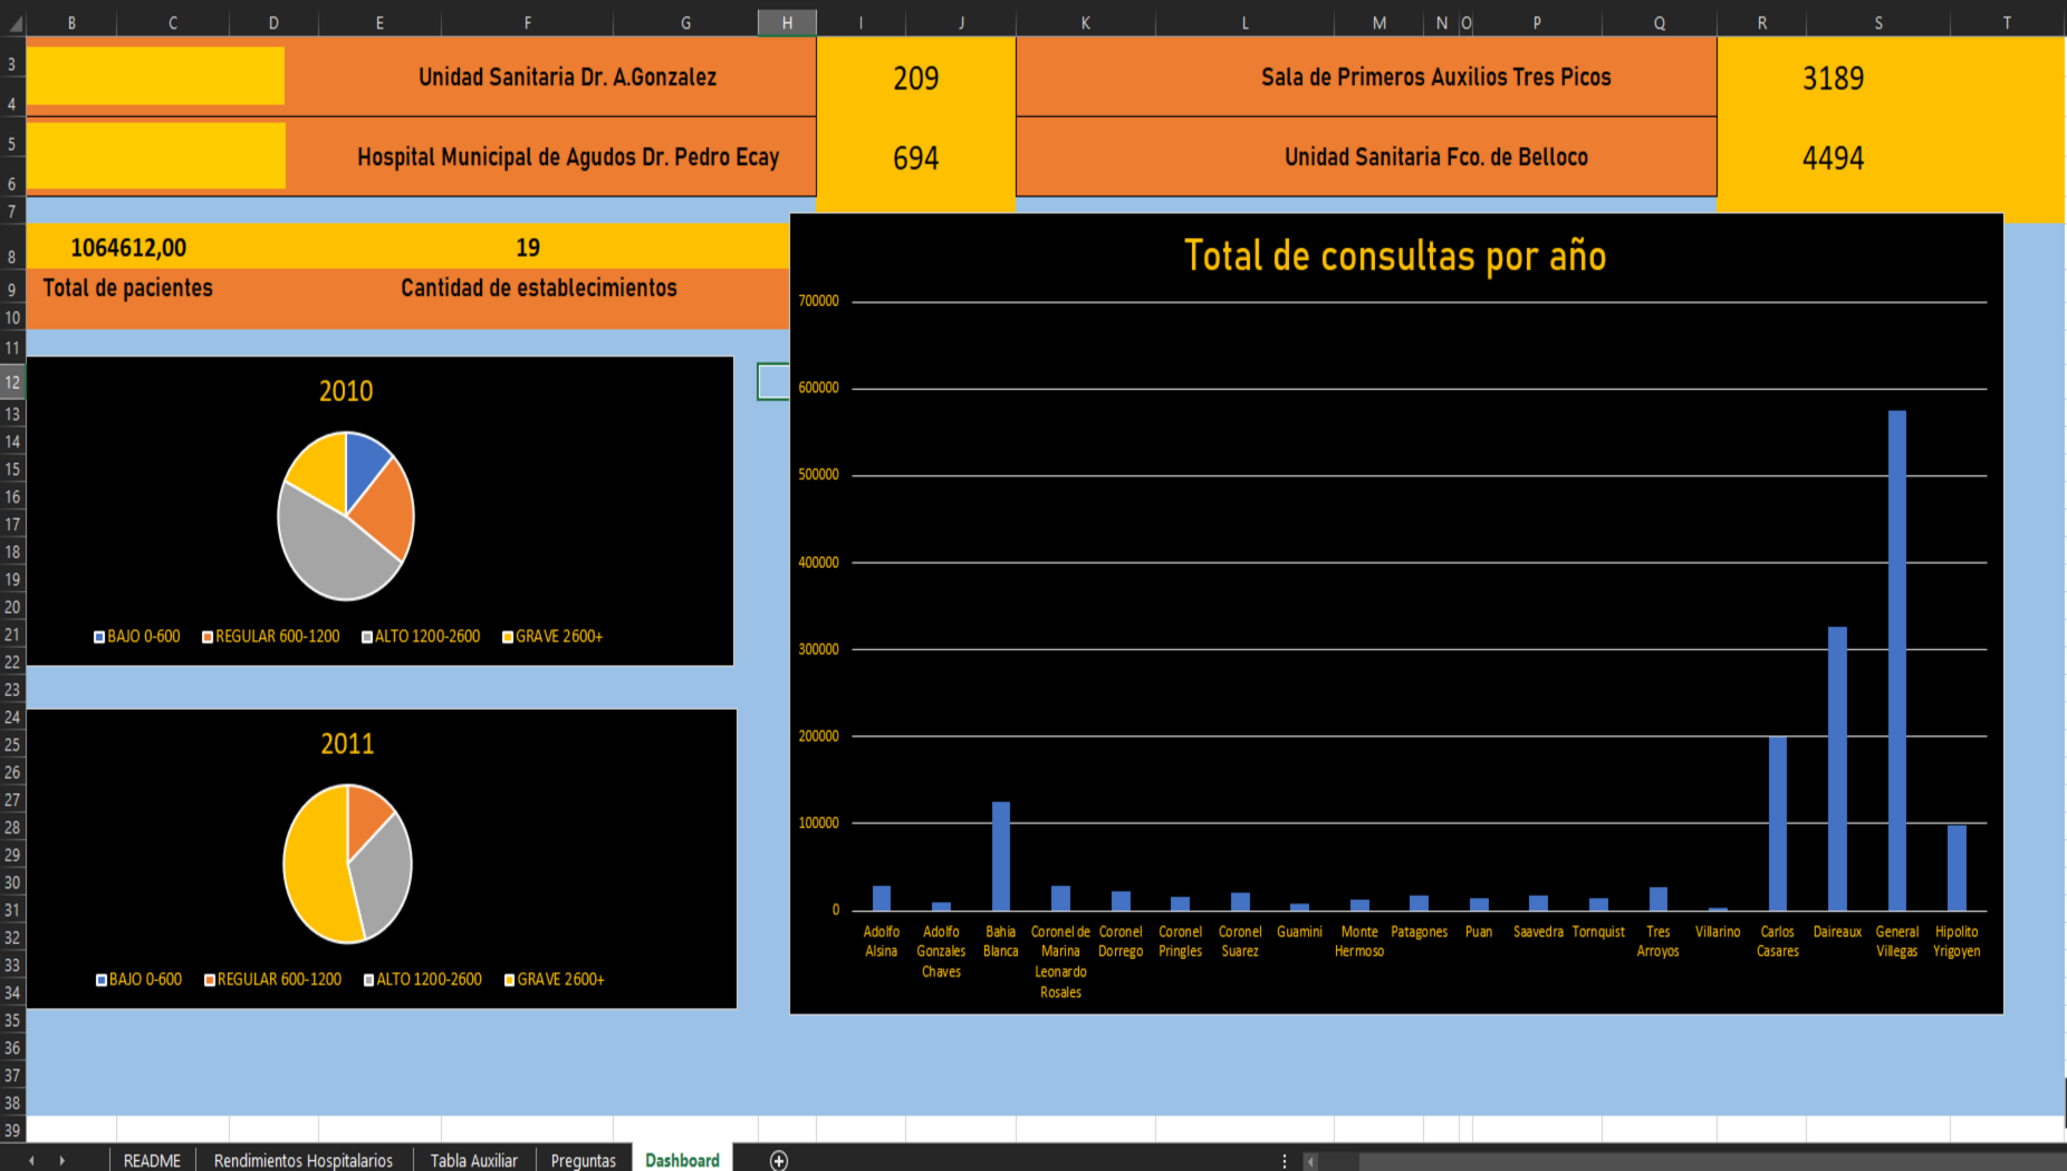 B C D E F G H I J K L M N O P Q R S T
3
Unidad Sanitaria Dr. A.Gonzalez 209 Sala de Primeros Auxilios Tres Picos 3189
4
5
Hospital Municipal de Agudos Dr. Pedro Ecay 694 Unidad Sanitaria Fco. de Belloco 4494
6
7
8 1064612,00 19
9 Total de pacientes Cantidad de establecimientos
10
11
12
13
14
15
16
17
18
19
20
21
22
23
24
25
26
27
28
29
30
31
32
33
34
35
36
37
38
39
2010
BAJO 0-600 REGULAR 600-1200 ALTO 1200-2600 GRAVE 2600+
2011
BAJO 0-600 REGULAR 600-1200 ALTO 1200-2600 GRAVE 2600+
Total de consultas por año
700000
600000
500000
400000
300000
200000
100000
0
Adolfo Alsina
Adolfo Gonzales Chaves
Bahia Blanca
Coronel de Marina Leonardo Rosales
Coronel Dorrego
Coronel Pringles
Coronel Suarez
Guamini
Monte Hermoso
Patagones
Puan
Saavedra
Tornquist
Tres Arroyos
Villarino
Carlos Casares
Daireaux
General Villegas
Hipolito Yrigoyen
README Rendimientos Hospitalarios Tabla Auxiliar Preguntas Dashboard